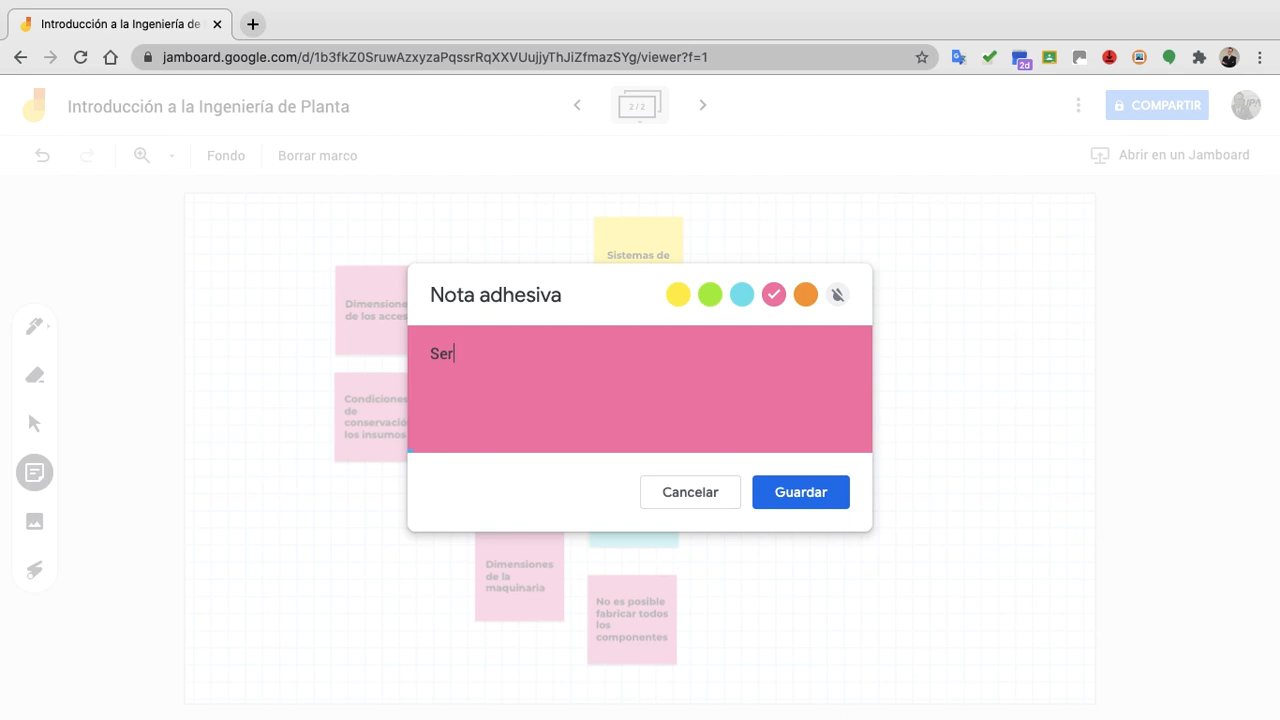 Introducción a la Ingeniería de
jamboard.google.com/d/1b3fkZ0SruwAzxyzaPqssrRqXXVUujjyThJiZfmazSYg/viewer?f=1
2d
Introducción a la Ingeniería de Planta
2 / 2
COMPARTIR
Fondo
Borrar marco
Abrir en un Jamboard
Sistemas de
Dimensione
de los acces
Condiciones
de
conservació
los insumos
Nota adhesiva
Ser
Cancelar
Guardar
Dimensiones
de la
maquinaria
No es posible
fabricar todos
los
componentes